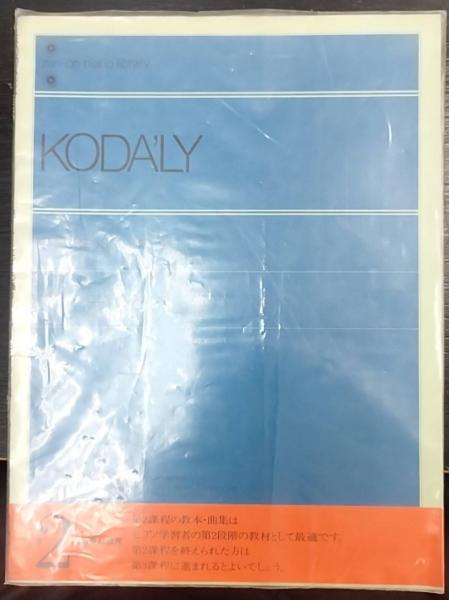 zen-on piano library
KODA'LY
2
第2課程の教本・曲集は
ピアノ学習者の第2段階の教材として最適です。
第2課程を終えられた方は
第3課程に進まれるとよいでしょう。